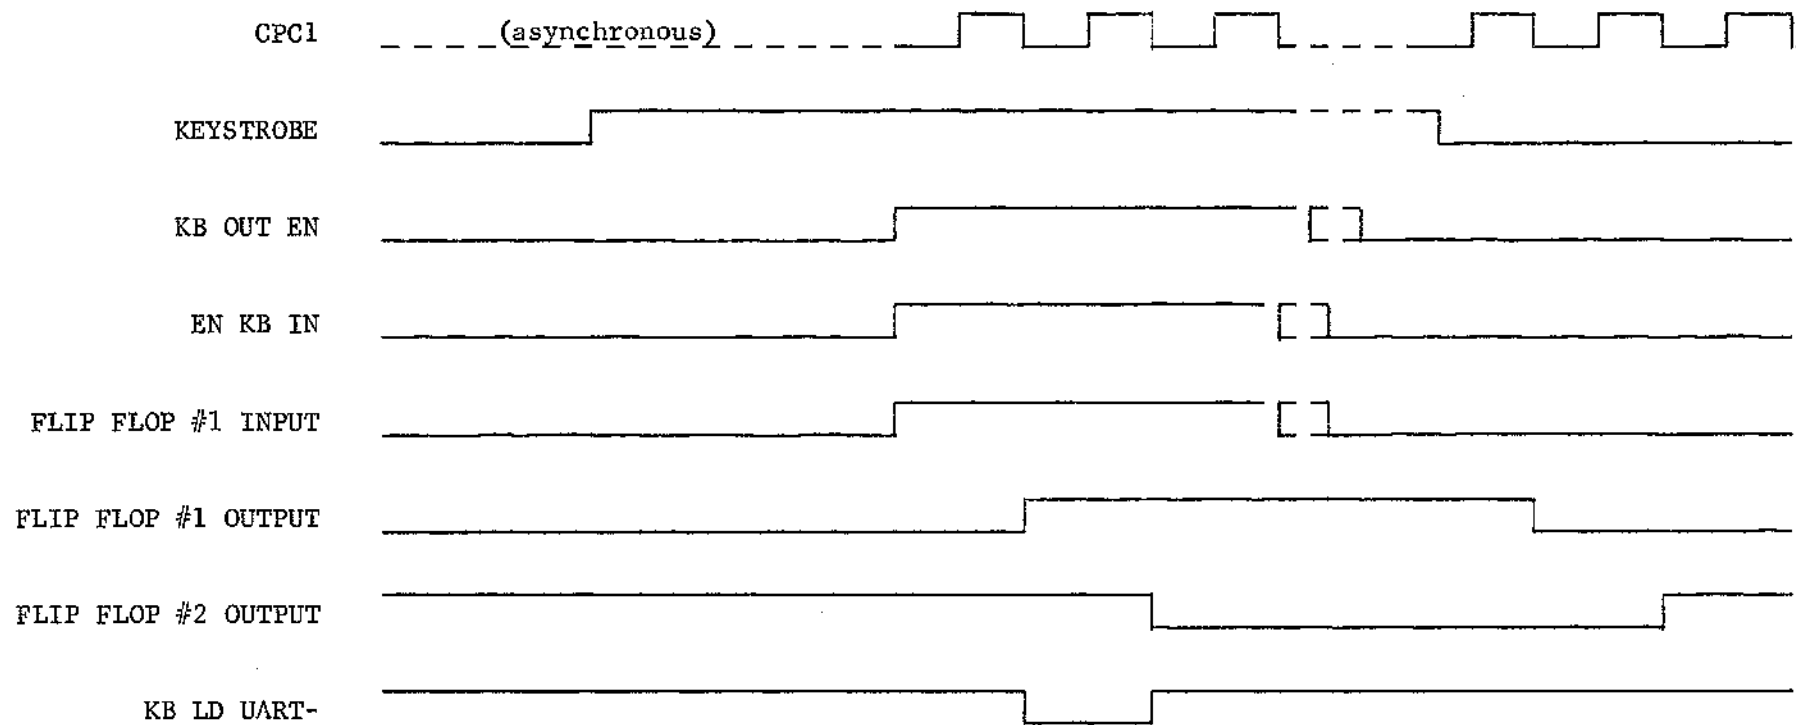 CPC1
(asynchronous)
KEYSTROBE
KB OUT EN
EN KB IN
FLIP FLOP #1 INPUT
FLIP FLOP #1 OUTPUT
FLIP FLOP #2 OUTPUT
KB LD UART-